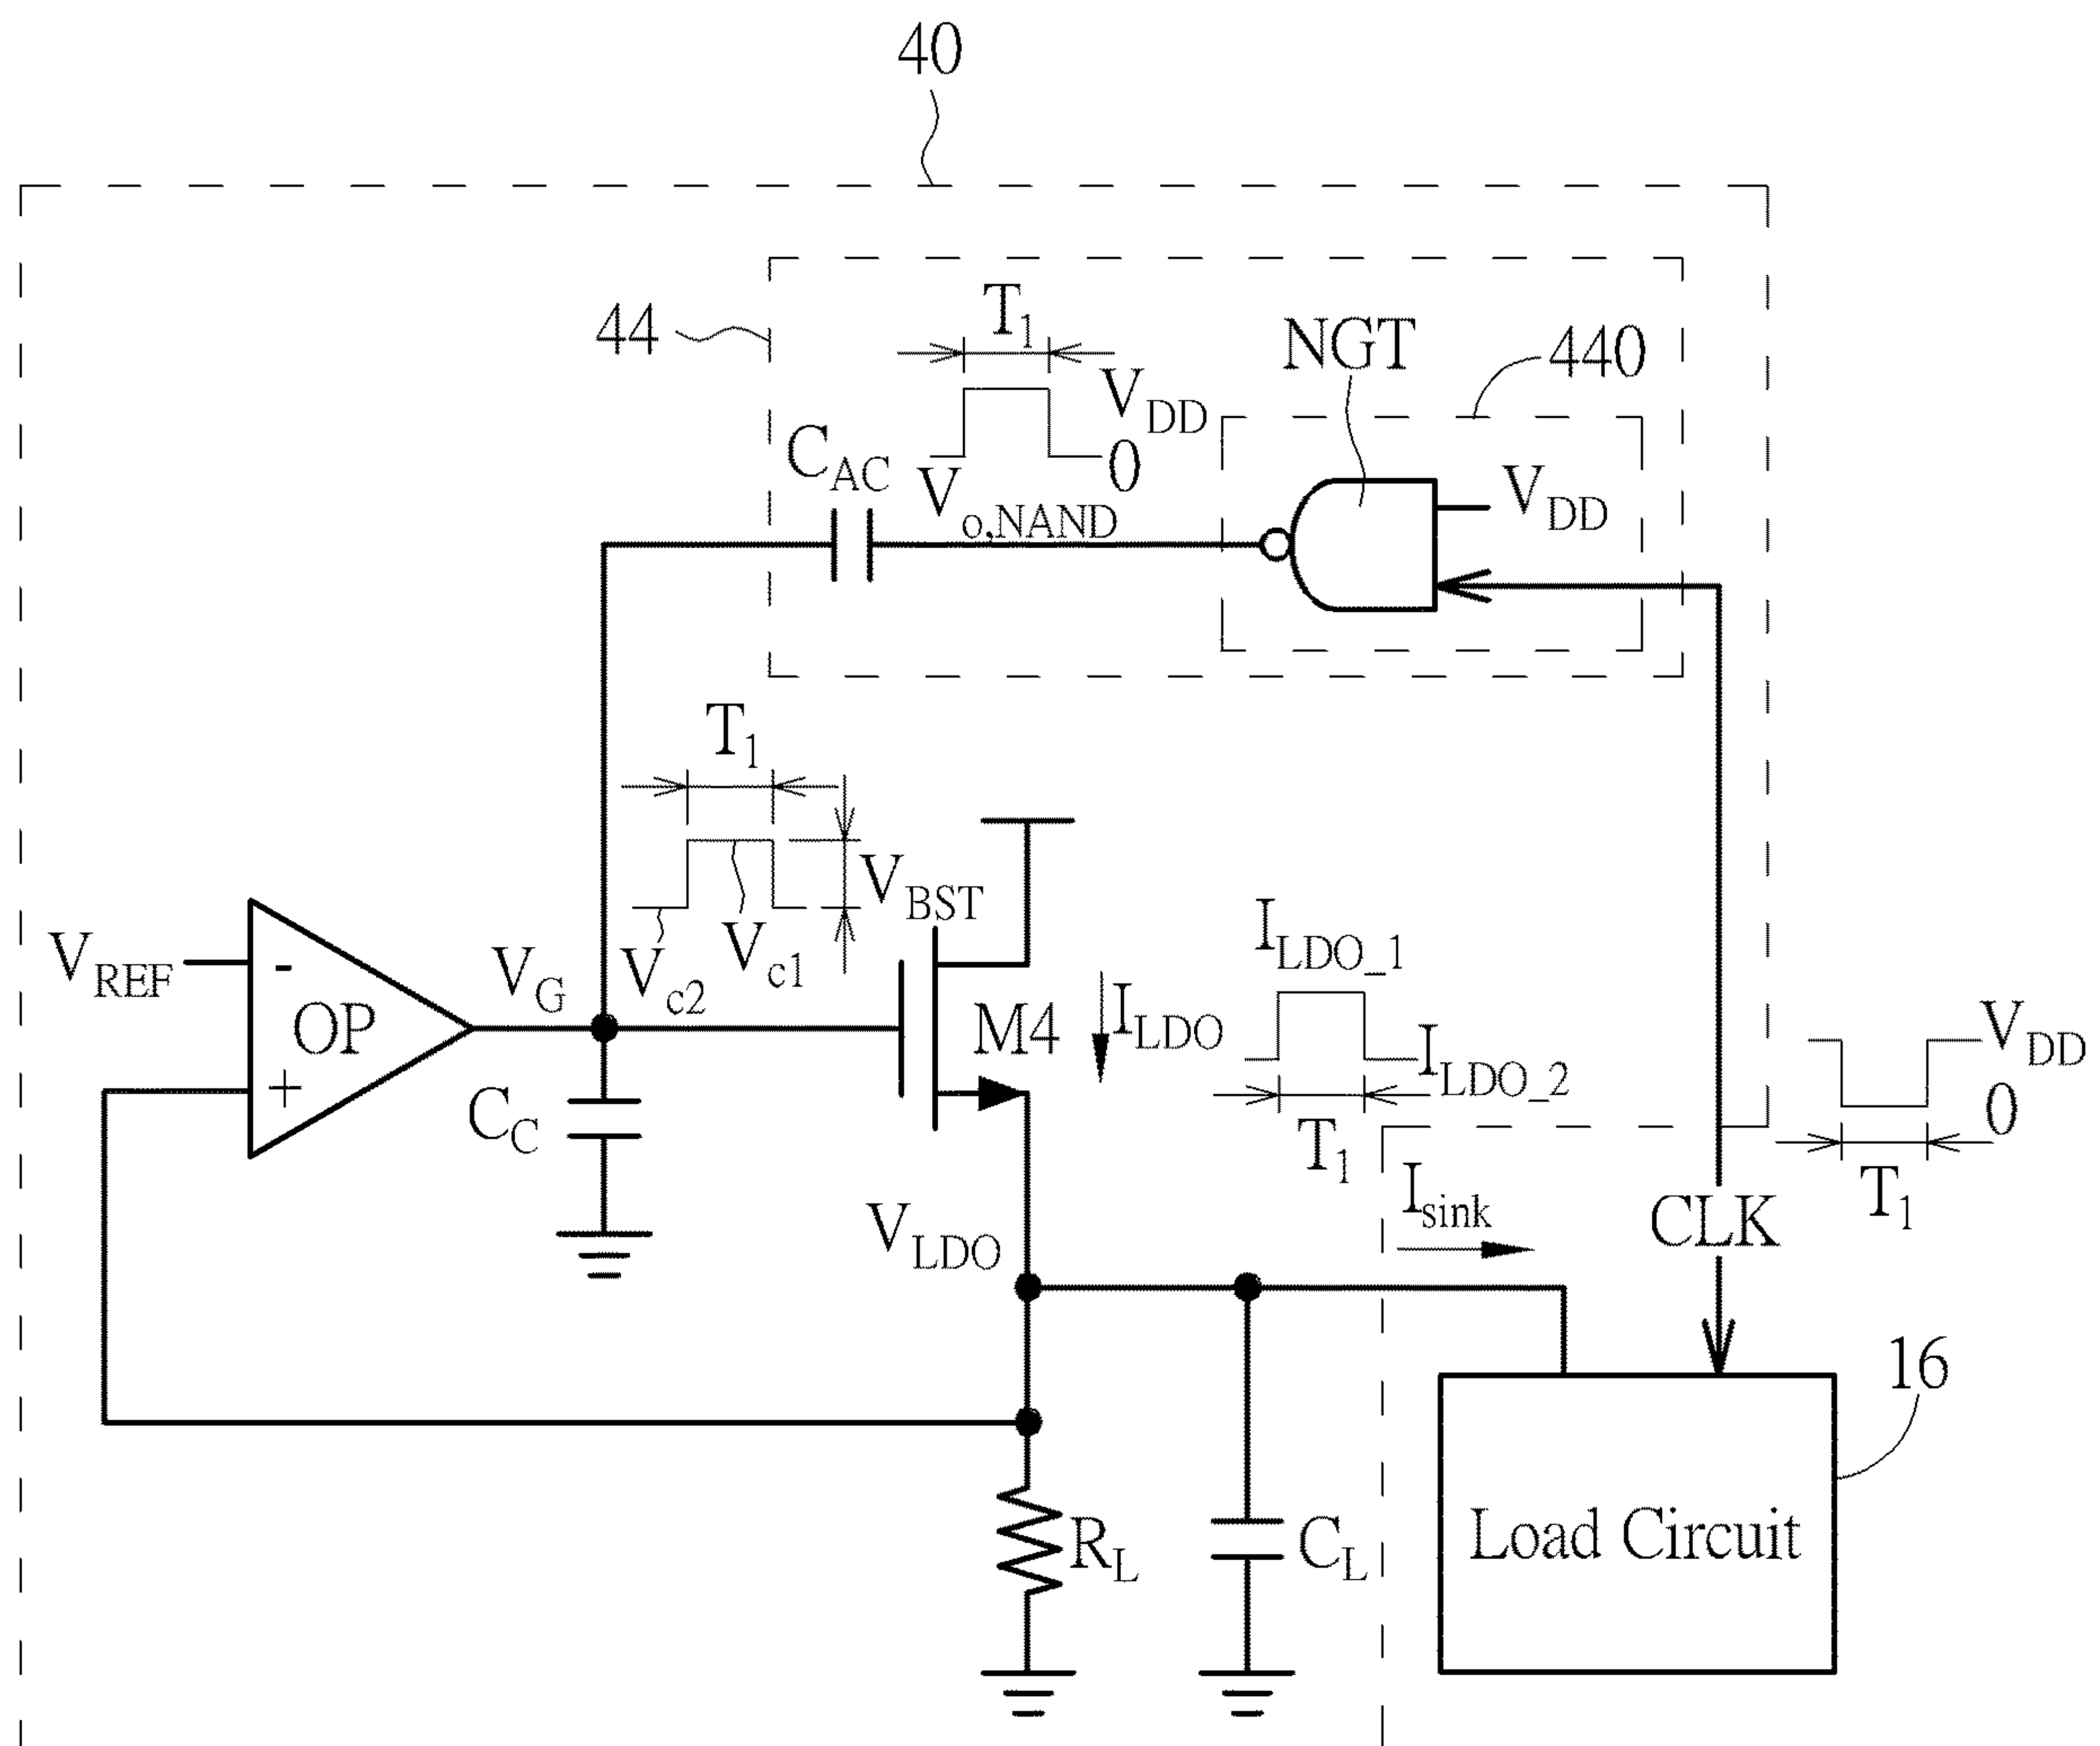 40
44
T1
NGT
440
VDD
0
CAC
Vo,NAND
VDD
T1
VBST
Vc2
Vc1
VREF
-
OP
+
VG
CC
M4
ILDO
ILDO_1
ILDO_2
T1
VDD
0
T1
Isink
CLK
VLDO
16
RL
CL
Load Circuit